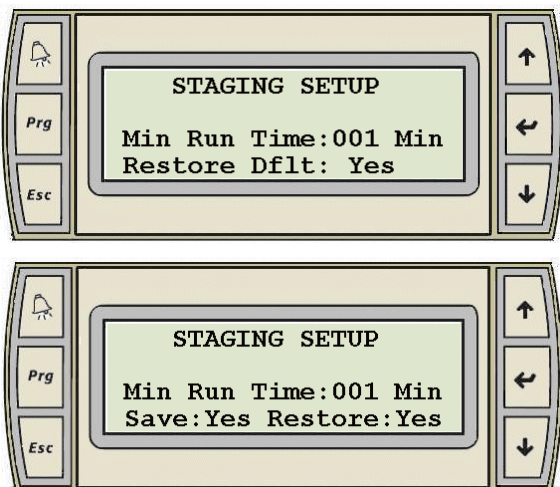 STAGING SETUP
Prg
Min Run Time:001 Min
Restore Dflt: Yes
Esc
STAGING SETUP
Prg
Min Run Time:001 Min
Save:Yes Restore:Yes
Esc